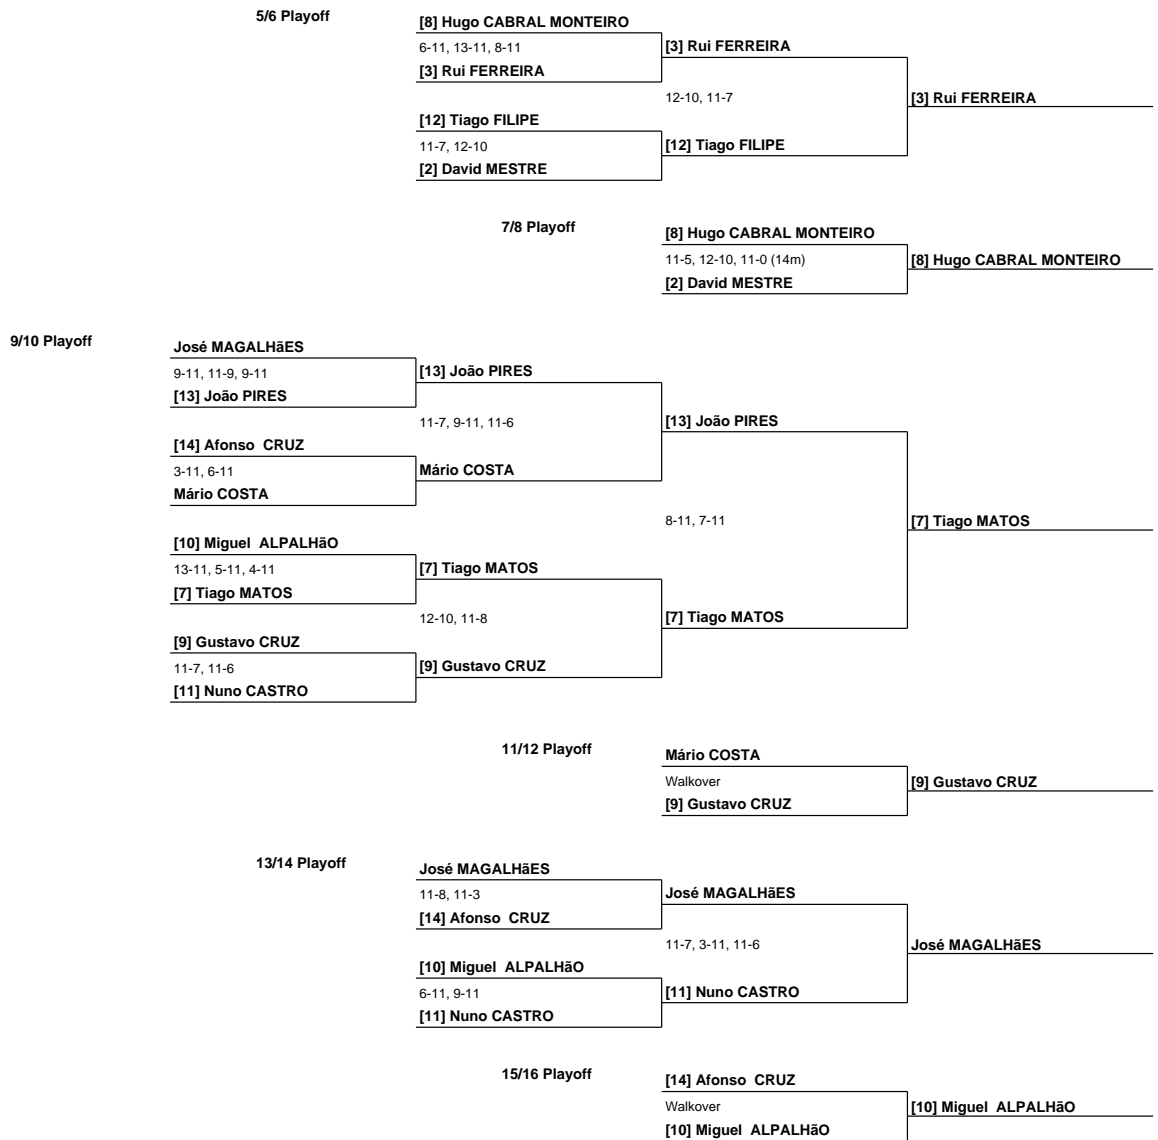 5/6 Playoff
[8] Hugo CABRAL MONTEIRO
6-11, 13-11, 8-11
[3] Rui FERREIRA
[3] Rui FERREIRA
12-10, 11-7
[3] Rui FERREIRA
[12] Tiago FILIPE
11-7, 12-10
[12] Tiago FILIPE
[2] David MESTRE
7/8 Playoff
[8] Hugo CABRAL MONTEIRO
11-5, 12-10, 11-0 (14m)
[8] Hugo CABRAL MONTEIRO
[2] David MESTRE
9/10 Playoff
José MAGALHãES
9-11, 11-9, 9-11
[13] João PIRES
[13] João PIRES
11-7, 9-11, 11-6
[13] João PIRES
[14] Afonso  CRUZ
3-11, 6-11
Mário COSTA
Mário COSTA
8-11, 7-11
[7] Tiago MATOS
[10] Miguel  ALPALHãO
13-11, 5-11, 4-11
[7] Tiago MATOS
[7] Tiago MATOS
12-10, 11-8
[7] Tiago MATOS
[9] Gustavo CRUZ
11-7, 11-6
[9] Gustavo CRUZ
[11] Nuno CASTRO
11/12 Playoff
Mário COSTA
Walkover
[9] Gustavo CRUZ
[9] Gustavo CRUZ
13/14 Playoff
José MAGALHãES
11-8, 11-3
José MAGALHãES
[14] Afonso  CRUZ
11-7, 3-11, 11-6
José MAGALHãES
[10] Miguel  ALPALHãO
6-11, 9-11
[11] Nuno CASTRO
[11] Nuno CASTRO
15/16 Playoff
[14] Afonso  CRUZ
Walkover
[10] Miguel  ALPALHãO
[10] Miguel  ALPALHãO